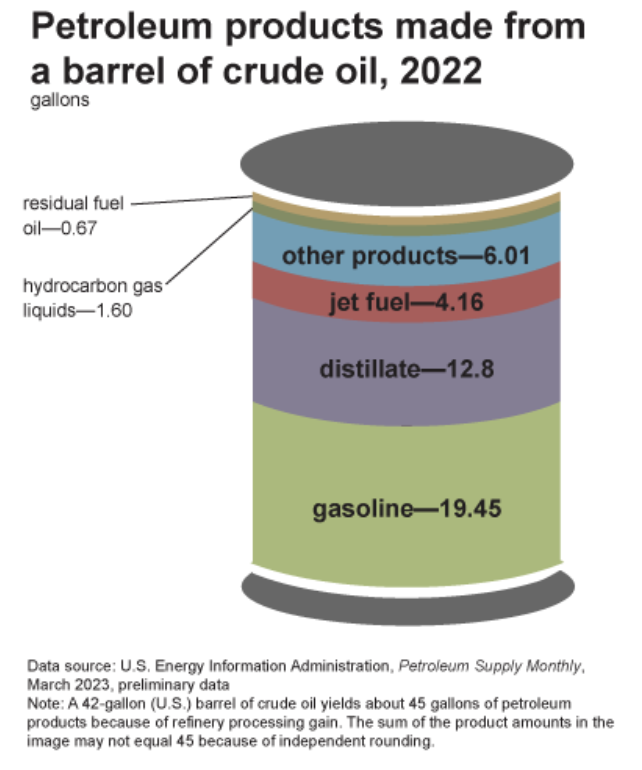 Petroleum products made from
a barrel of crude oil, 2022
gallons
residual fuel
oil—0.67
hydrocarbon gas
liquids—1.60
other products—6.01
jet fuel—4.16
distillate—12.8
gasoline—19.45
Data source: U.S. Energy Information Administration, Petroleum Supply Monthly,
March 2023, preliminary data
Note: A 42-gallon (U.S.) barrel of crude oil yields about 45 gallons of petroleum
products because of refinery processing gain. The sum of the product amounts in the
image may not equal 45 because of independent rounding.